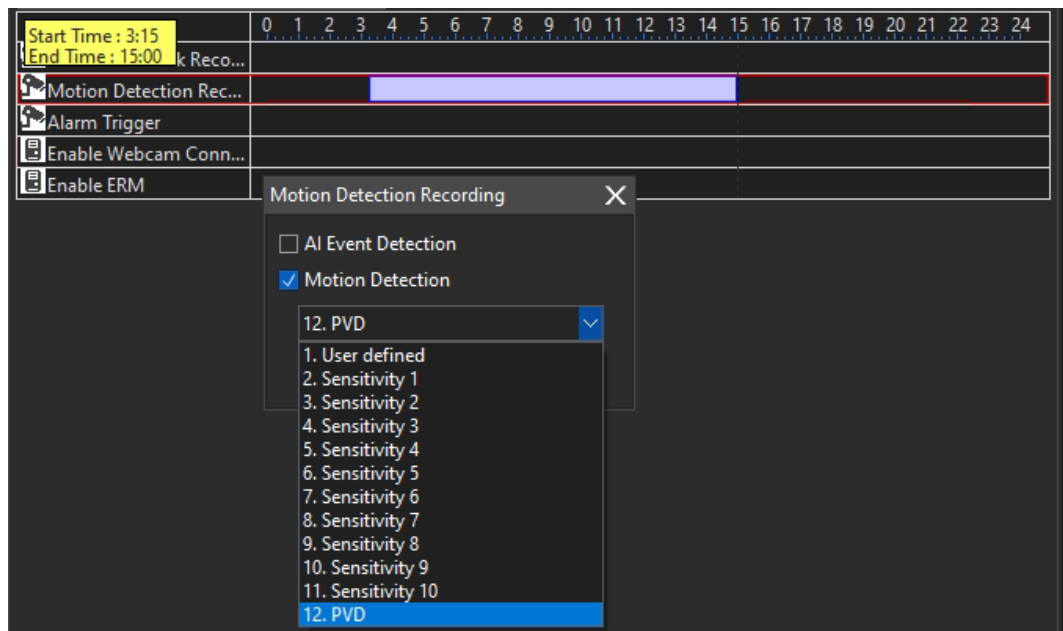 Start Time : 3:15
End Time : 15:00
0 1 2 3 4 5 6 7 8 9 10 11 12 13 14 15 16 17 18 19 20 21 22 23 24
k Reco...
Motion Detection Rec...
Alarm Trigger
Enable Webcam Conn...
Enable ERM
Motion Detection Recording
AI Event Detection
Motion Detection
12. PVD
1. User defined
2. Sensitivity 1
3. Sensitivity 2
4. Sensitivity 3
5. Sensitivity 4
6. Sensitivity 5
7. Sensitivity 6
8. Sensitivity 7
9. Sensitivity 8
10. Sensitivity 9
11. Sensitivity 10
12. PVD